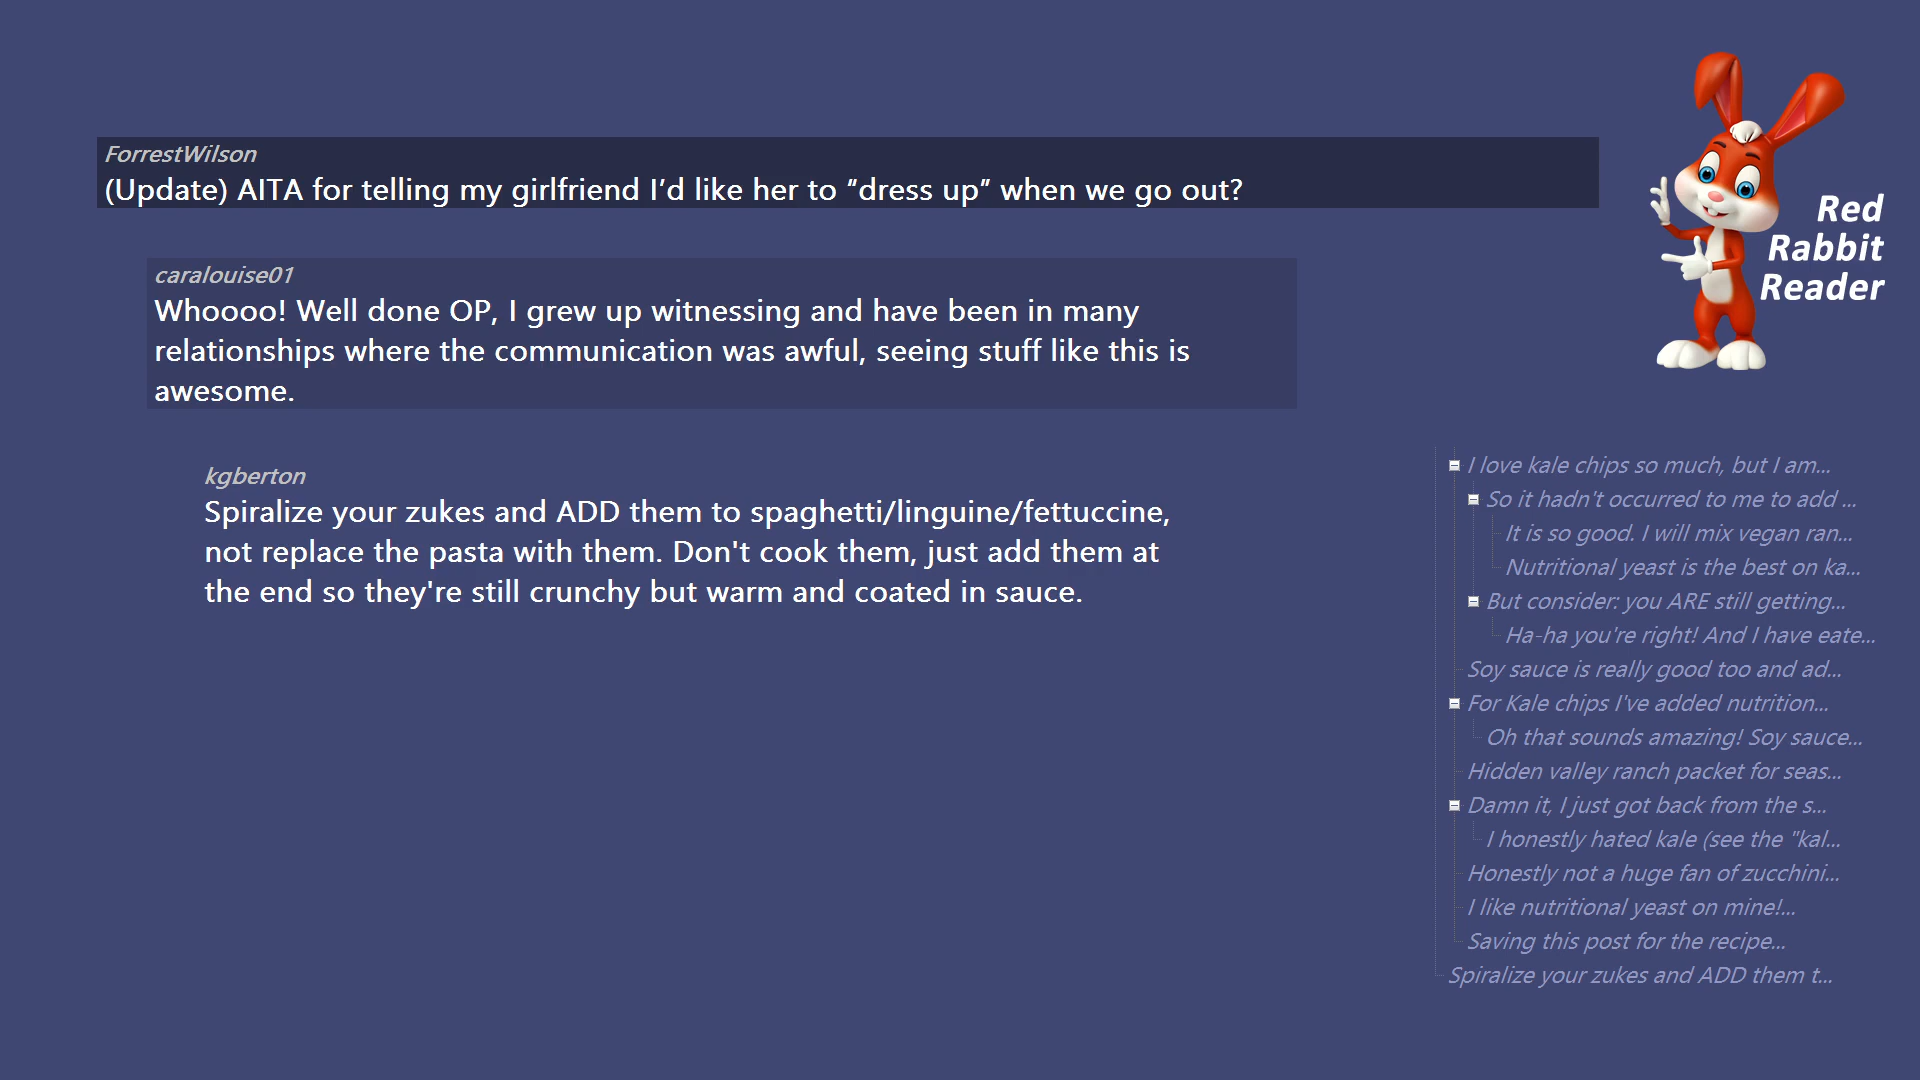 ForrestWilson
(Update) AITA for telling my girlfriend I’d like her to “dress up” when we go out?
caralouise01
Whoooo! Well done OP, I grew up witnessing and have been in many
relationships where the communication was awful, seeing stuff like this is
awesome.
kgberton
Spiralize your zukes and ADD them to spaghetti/linguine/fettuccine,
not replace the pasta with them. Don't cook them, just add them at
the end so they're still crunchy but warm and coated in sauce.
Red
Rabbit
Reader
I love kale chips so much, but I am...
So it hadn't occurred to me to add ...
It is so good. I will mix vegan ran...
Nutritional yeast is the best on ka...
But consider: you ARE still getting...
Ha-ha you're right! And I have eate...
Soy sauce is really good too and ad...
For Kale chips I've added nutrition...
Oh that sounds amazing! Soy sauce...
Hidden valley ranch packet for seas...
Damn it, I just got back from the s...
I honestly hated kale (see the "kal...
Honestly not a huge fan of zucchini...
I like nutritional yeast on mine!...
Saving this post for the recipe...
Spiralize your zukes and ADD them t...